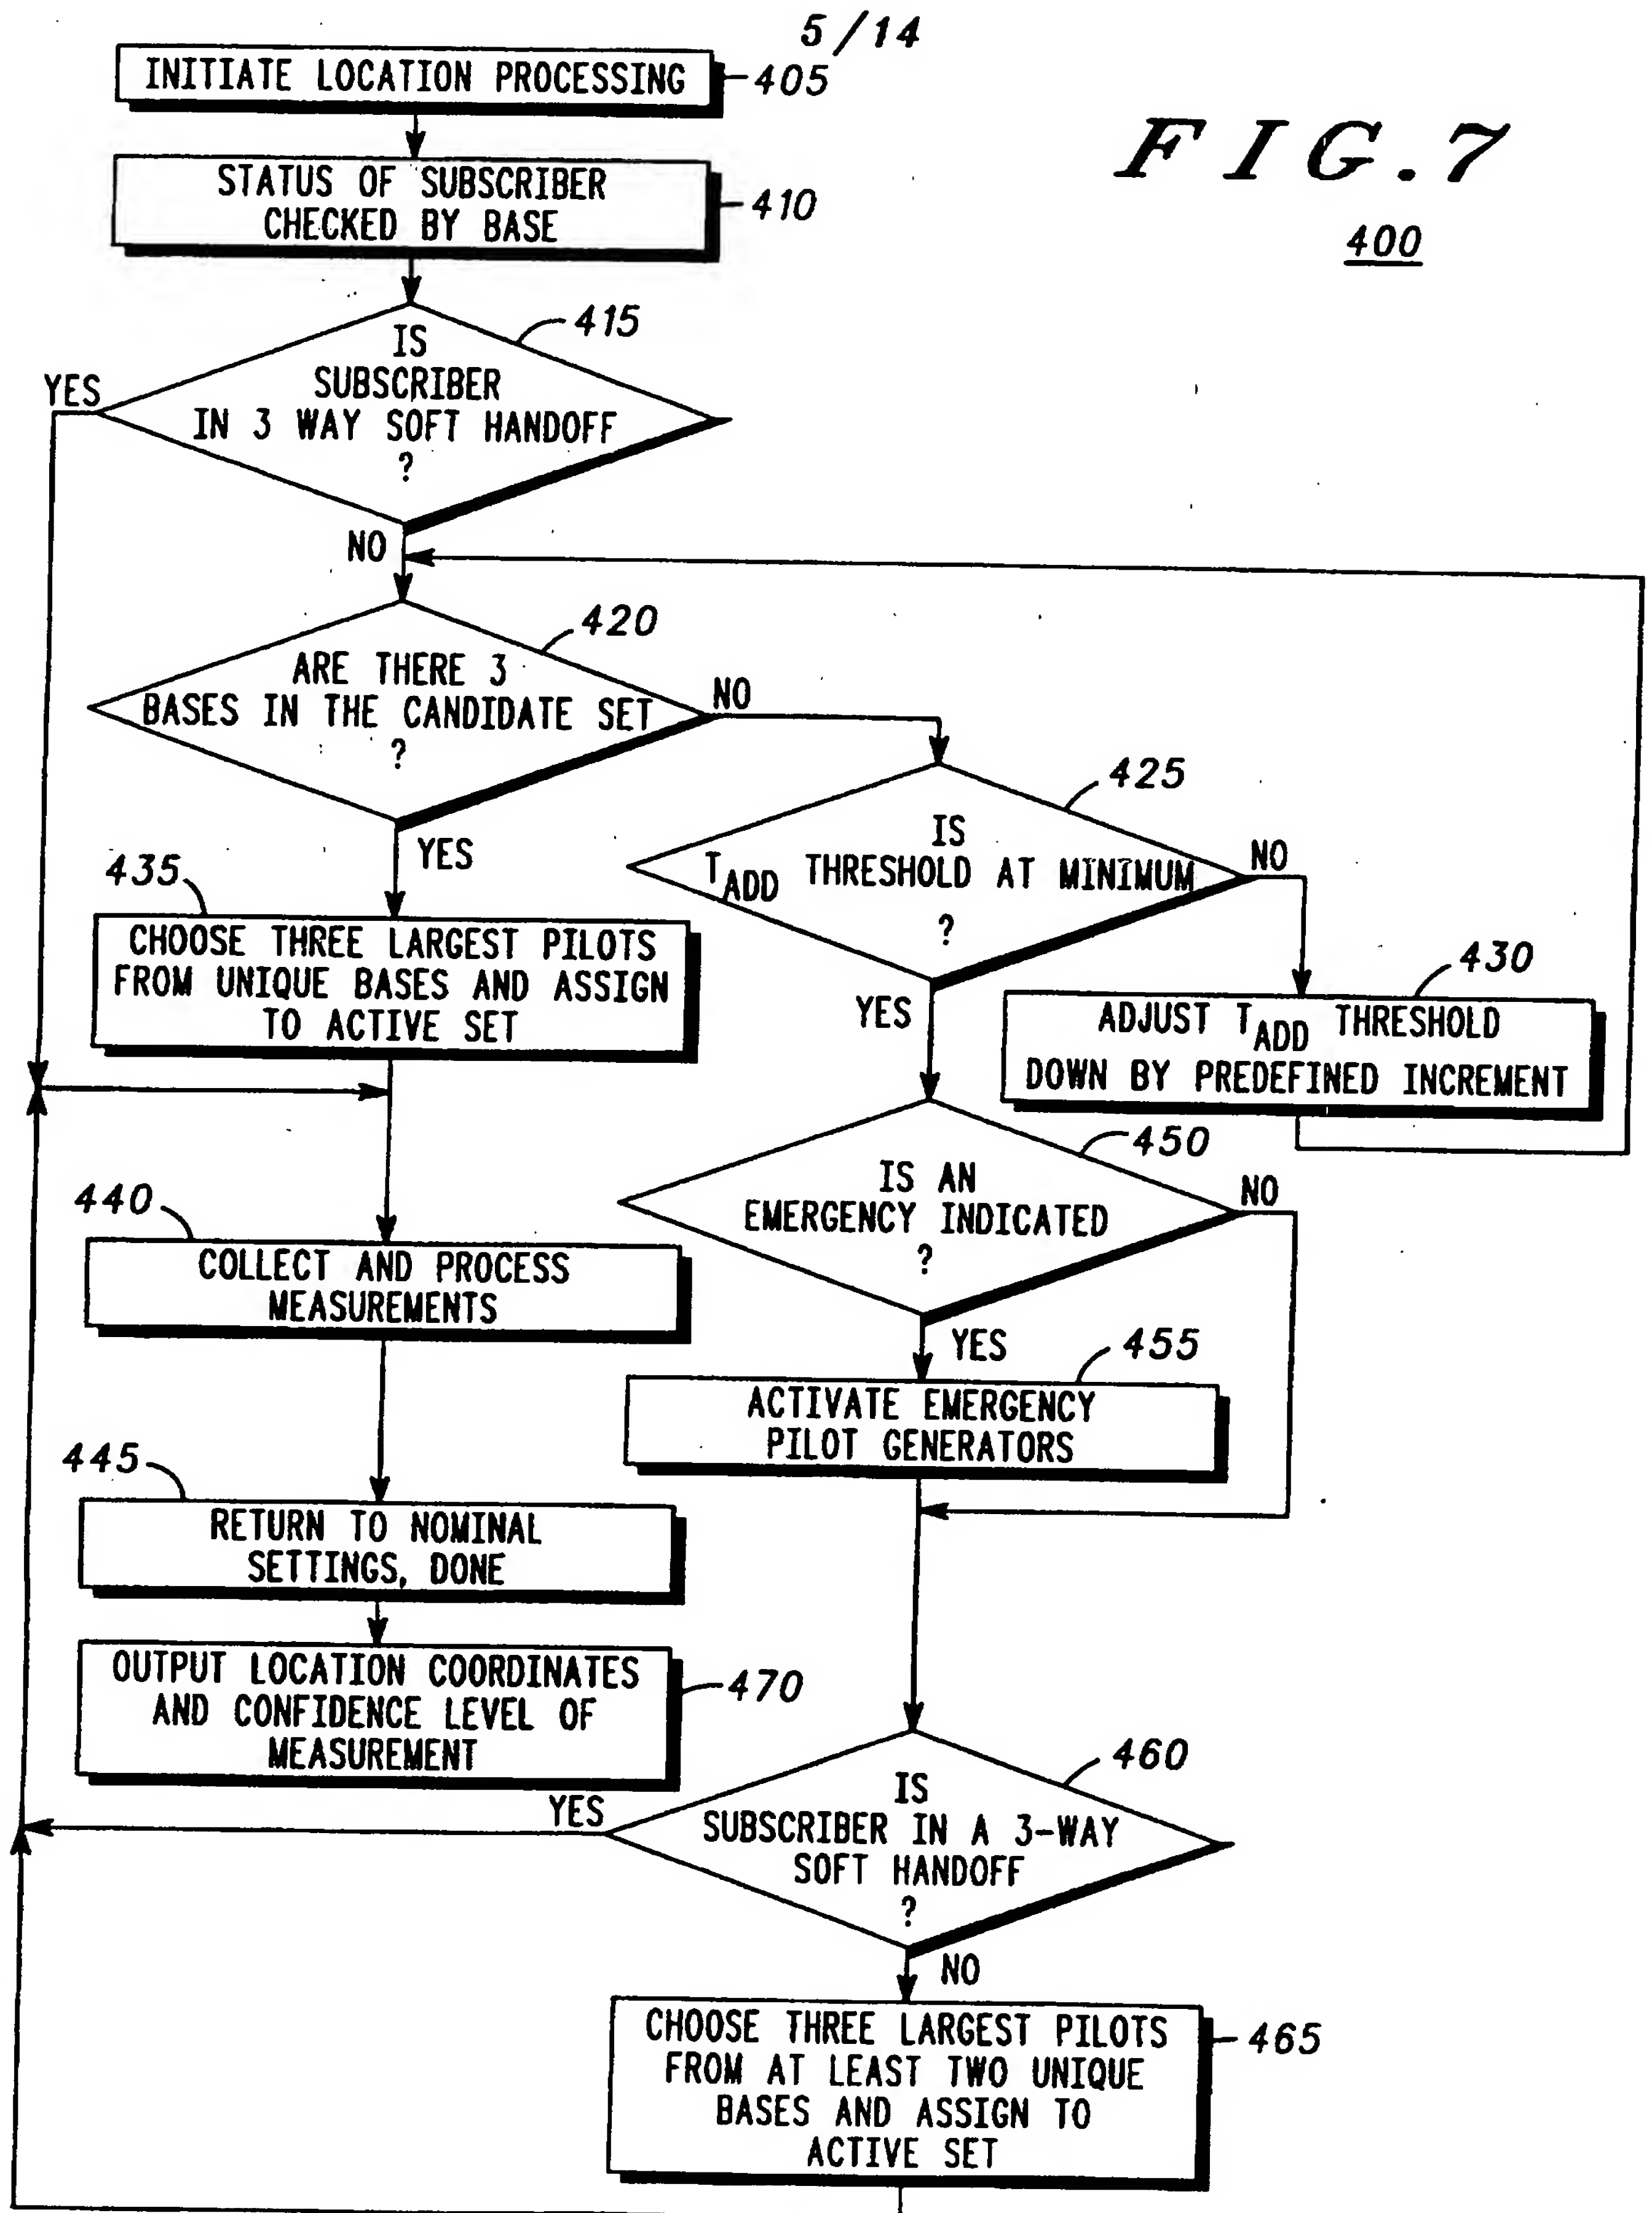 5/14
INITIATE LOCATION PROCESSING
405
FIG.7
400
STATUS OF SUBSCRIBER
CHECKED BY BASE
410
415
IS
SUBSCRIBER
IN 3 WAY SOFT HANDOFF
?
YES
NO
420
ARE THERE 3
BASES IN THE CANDIDATE SET
?
NO
YES
425
IS
TADD THRESHOLD AT MINIMUM
?
NO
YES
430
ADJUST TADD THRESHOLD
DOWN BY PREDEFINED INCREMENT
435
CHOOSE THREE LARGEST PILOTS
FROM UNIQUE BASES AND ASSIGN
TO ACTIVE SET
440
COLLECT AND PROCESS
MEASUREMENTS
450
IS AN
EMERGENCY INDICATED
?
NO
YES
455
ACTIVATE EMERGENCY
PILOT GENERATORS
445
RETURN TO NOMINAL
SETTINGS, DONE
OUTPUT LOCATION COORDINATES
AND CONFIDENCE LEVEL OF
MEASUREMENT
470
460
IS
SUBSCRIBER IN A 3-WAY
SOFT HANDOFF
?
YES
NO
CHOOSE THREE LARGEST PILOTS
FROM AT LEAST TWO UNIQUE
BASES AND ASSIGN TO
ACTIVE SET
465